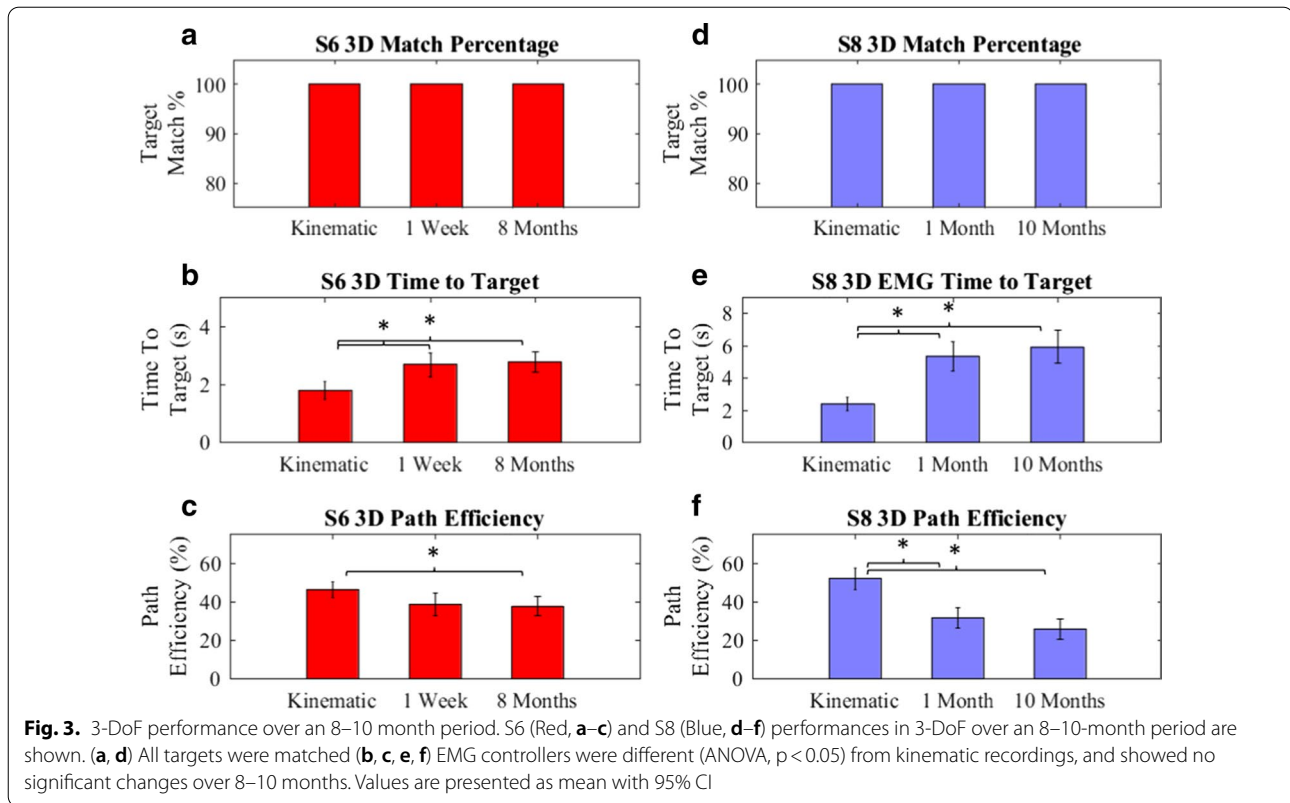 a
S6 3D Match Percentage
Target
Match %
100
90
80
Kinematic 1 Week 8 Months
b
S6 3D Time to Target
Time To
Target (s)
4
2
0
* *
Kinematic 1 Week 8 Months
c
S6 3D Path Efficiency
Path
Efficiency (%)
60
40
20
0
*
Kinematic 1 Week 8 Months
d
S8 3D Match Percentage
Target
Match %
100
90
80
Kinematic 1 Month 10 Months
e
S8 3D EMG Time to Target
Time To
Target (s)
8
6
4
2
0
* *
Kinematic 1 Month 10 Months
f
S8 3D Path Efficiency
Path
Efficiency (%)
60
40
20
0
* *
Kinematic 1 Month 10 Months
Fig. 3. 3-DoF performance over an 8–10 month period. S6 (Red, a–c) and S8 (Blue, d–f) performances in 3-DoF over an 8–10-month period are
shown. (a, d) All targets were matched (b, c, e, f) EMG controllers were different (ANOVA, p < 0.05) from kinematic recordings, and showed no
significant changes over 8–10 months. Values are presented as mean with 95% CI